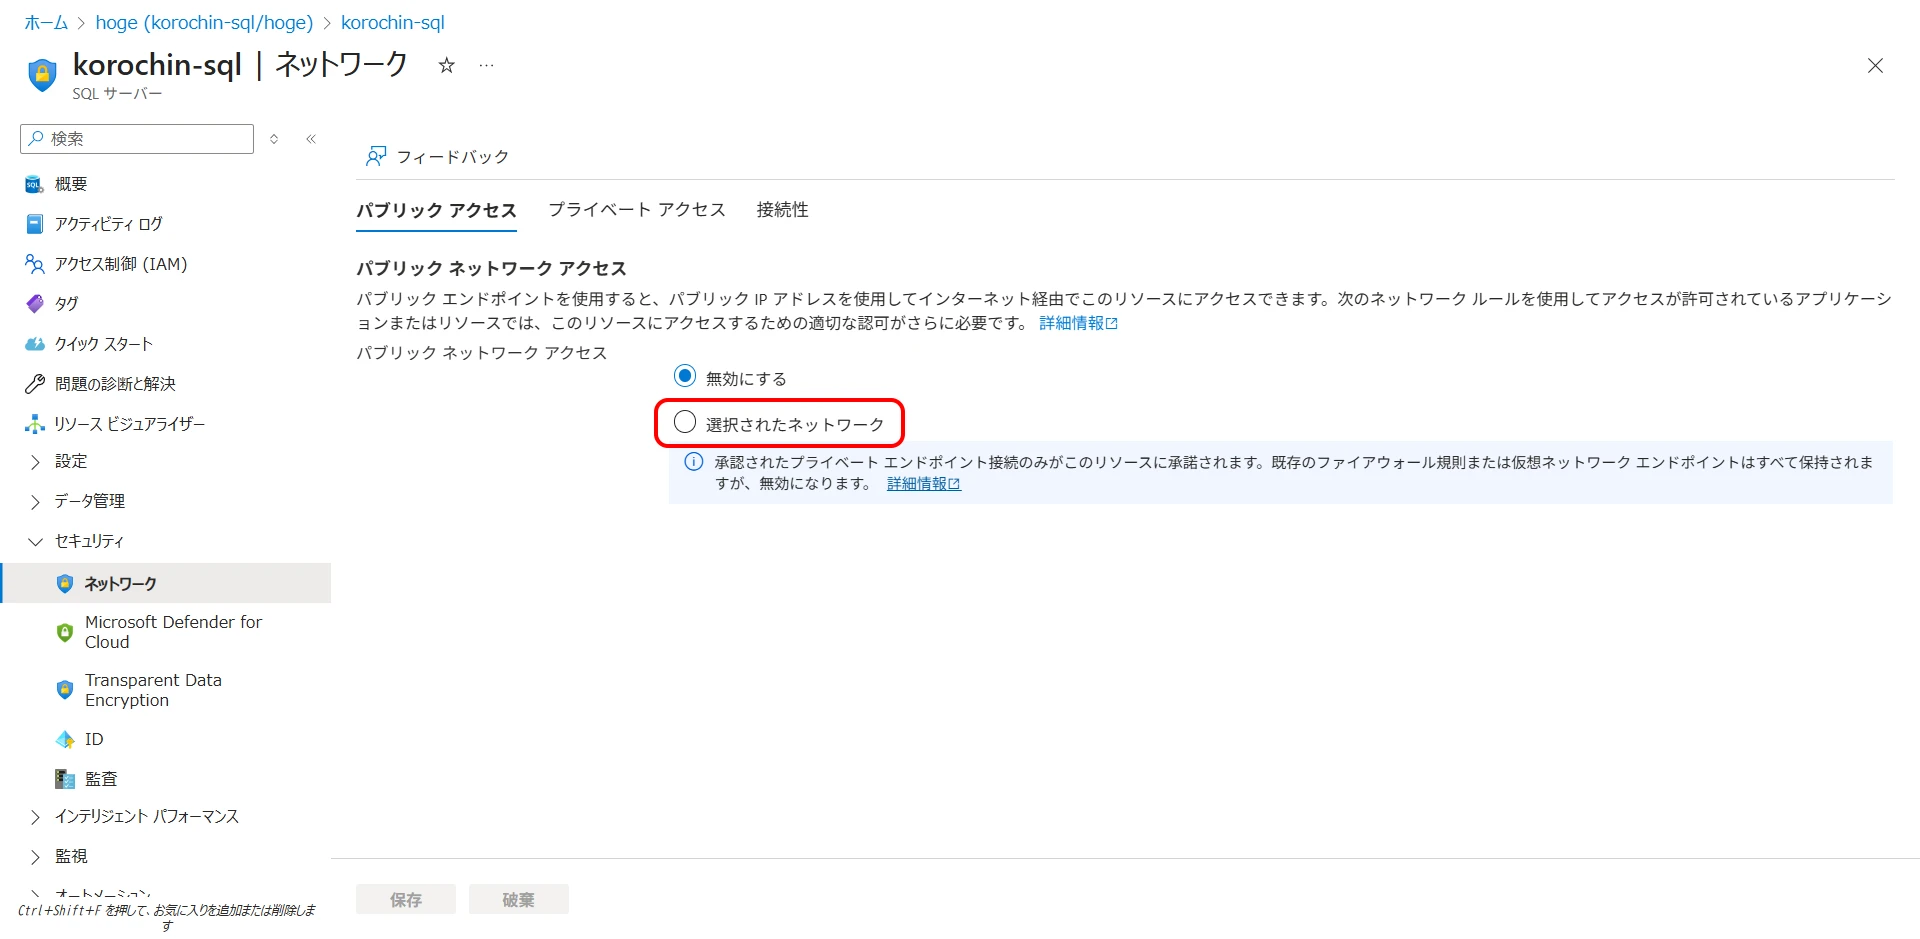 ホーム > hoge (korochin-sql/hoge) > korochin-sql
korochin-sql | ネットワーク ☆ …
SQL サーバー
検索
概要
アクティビティ ログ
アクセス制御 (IAM)
タグ
クイック スタート
問題の診断と解決
リソース ビジュアライザー
設定
データ管理
セキュリティ
ネットワーク
Microsoft Defender for
Cloud
Transparent Data
Encryption
ID
監査
インテリジェント パフォーマンス
監視
オートメーション
Ctrl+Shift+F を押して、お気に入りを追加または削除しま
す
フィードバック
パブリック アクセス プライベート アクセス 接続性
パブリック ネットワーク アクセス
パブリック エンドポイントを使用すると、パブリック IP アドレスを使用してインターネット経由でこのリソースにアクセスできます。次のネットワーク ルールを使用してアクセスが許可されているアプリケーシ
ョンまたはリソースでは、このリソースにアクセスするための適切な認可がさらに必要です。 詳細情報
パブリック ネットワーク アクセス
無効にする
選択されたネットワーク
承認されたプライベート エンドポイント接続のみがこのリソースに承諾されます。既存のファイアウォール規則または仮想ネットワーク エンドポイントはすべて保持されま
すが、無効になります。 詳細情報
保存 破棄